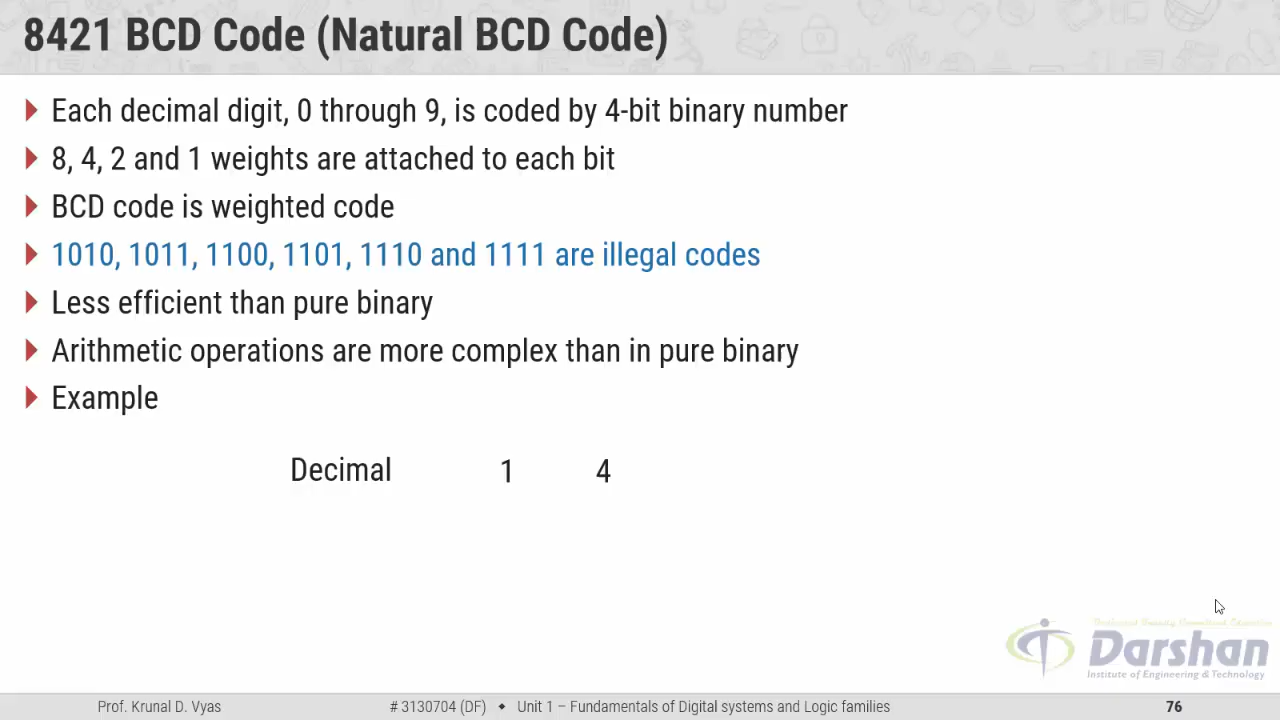 8421 BCD Code (Natural BCD Code)
Each decimal digit, 0 through 9, is coded by 4-bit binary number
8, 4, 2 and 1 weights are attached to each bit
BCD code is weighted code
1010, 1011, 1100, 1101, 1110 and 1111 are illegal codes
Less efficient than pure binary
Arithmetic operations are more complex than in pure binary
Example
Decimal 1 4
Darshan
Institute of Engineering & Technology
Prof. Krunal D. Vyas # 3130704 (DF) ◆ Unit 1 – Fundamentals of Digital systems and Logic families 76